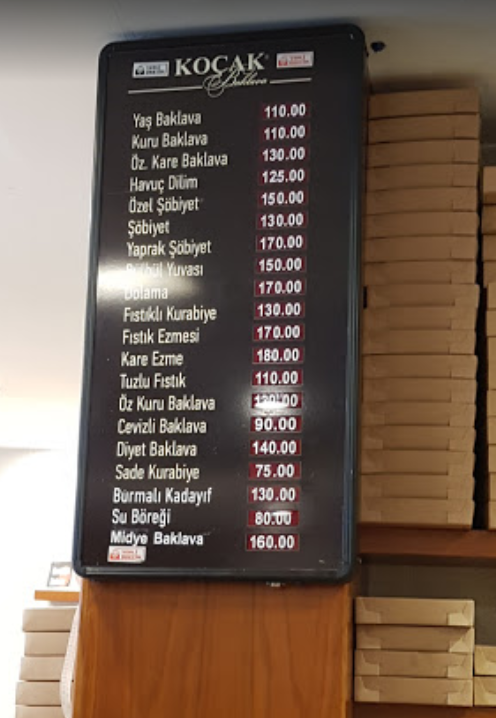 KOÇAK
Baklava
Yaş Baklava 110.00
Kuru Baklava 110.00
Öz. Kare Baklava 130.00
Havuç Dilim 125.00
Özel Şöbiyet 150.00
Şöbiyet 130.00
Yaprak Şöbiyet 170.00
Bülbül Yuvası 150.00
Dolama 170.00
Fıstıklı Kurabiye 130.00
Fıstık Ezmesi 170.00
Kare Ezme 180.00
Tuzlu Fıstık 110.00
Öz Kuru Baklava
Cevizli Baklava 90.00
Diyet Baklava 140.00
Sade Kurabiye 75.00
Burmalı Kadayıf 130.00
Su Böreği 80.00
Midye Baklava 160.00